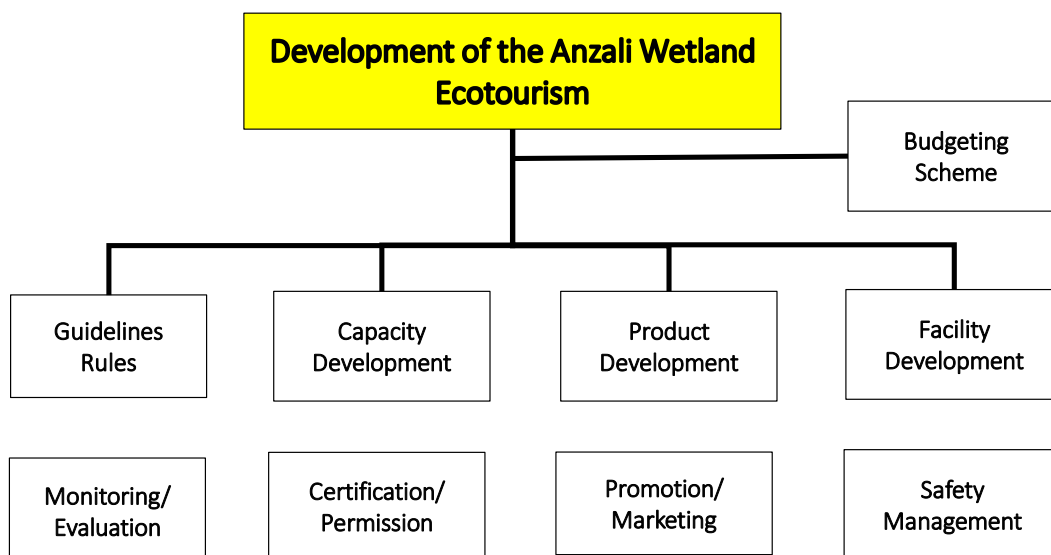 Development of the Anzali Wetland
Ecotourism
Budgeting
Scheme
Guidelines
Rules
Capacity
Development
Product
Development
Facility
Development
Monitoring/
Evaluation
Certification/
Permission
Promotion/
Marketing
Safety
Management